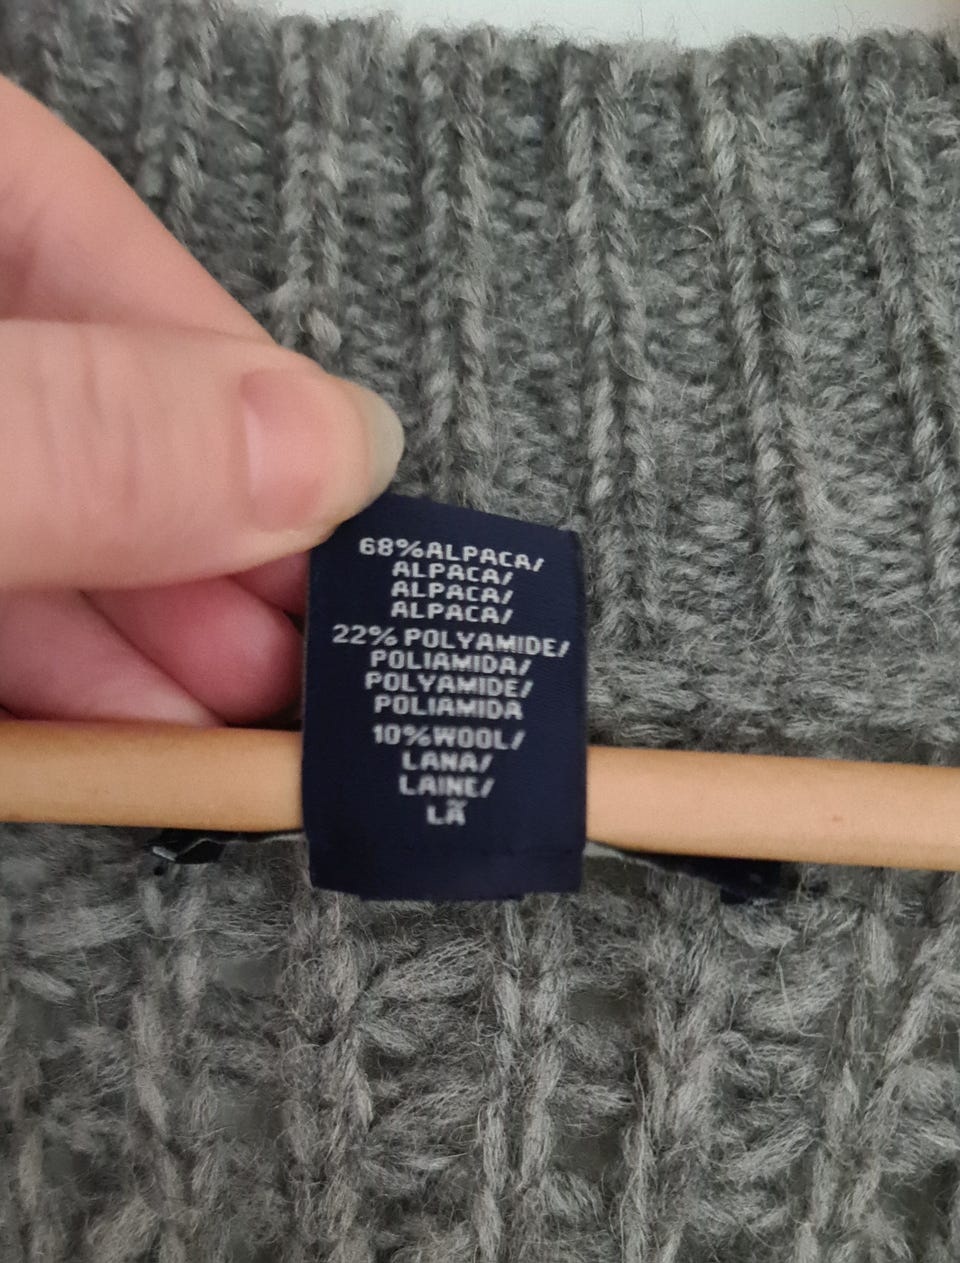 68%ALPACA/
ALPACA/
ALPACA/
ALPACA/
22% POLYAMIDE/
POLIAMIDA/
POLYAMIDE/
POLIAMIDA
10%WOOL/
LANA/
LAINE/
LÃ